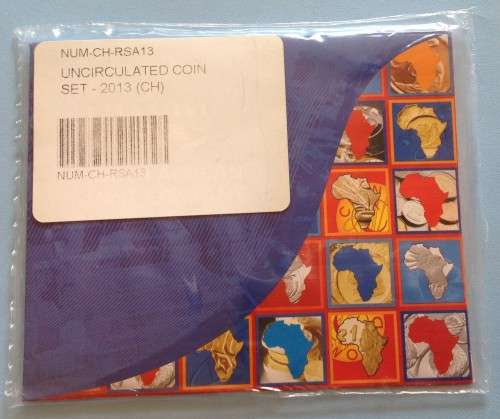 NUM-CH-RSA13
UNCIRCULATED COIN
SET - 2013 (CH)
NUM-CH-RSA13